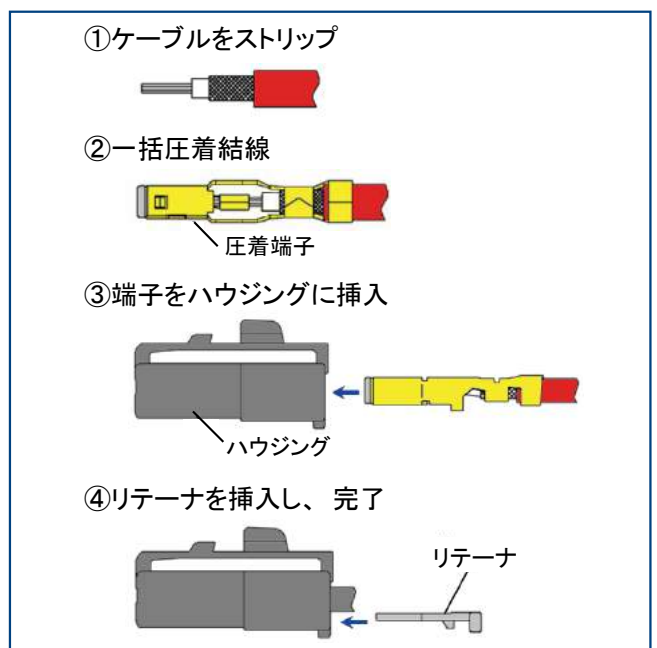 ①ケーブルをストリップ
②一括圧着結線
圧着端子
③端子をハウジングに挿入
ハウジング
④リテーナを挿入し、完了
リテーナ